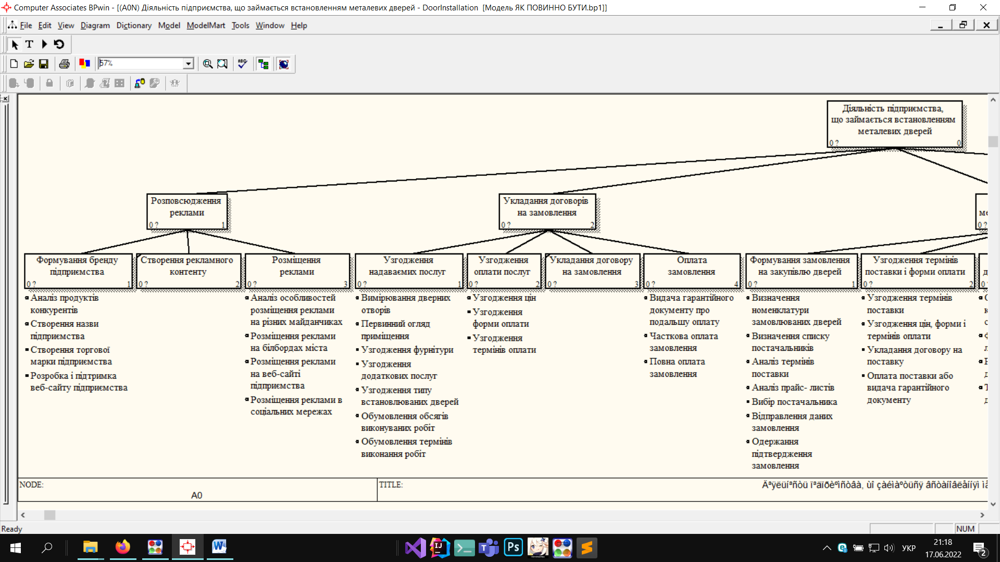 Computer Associates BPwin - [(A0N) Діяльність підприємства, що займається встановленням металевих дверей - DoorInstallation [Модель ЯК ПОВИННО БУТИ.bp1]]
File Edit View Diagram Dictionary Model ModelMart Tools Window Help
T
57%
ABC
Діяльність підприємства,
що займається встановленням
металевих дверей
0 ? 0
Розповсюдження
реклами
0 ? 1
Укладання договорів
на замовлення
0 ? 2
ме
0 ?
Формування бренду
підприємства
0 ? 1
Аналіз продуктів
конкурентів
Створення назви
підприємства
Створення торгової
марки підприємства
Розробка і підтримка
веб-сайту підприємства
Створення рекламного
контенту
0 ? 2
Розміщення
реклами
0 ? 3
Аналіз особливостей
розміщення реклами
на різних майданчиках
Розміщення реклами
на білбордах міста
Розміщення реклами
на веб-сайті
підприємства
Розміщення реклами в
соціальних мережах
Узгодження
надаваємих послуг
0 ? 1
Вимірювання дверних
отворів
Первинний огляд
приміщення
Узгодження фурнітури
Узгодження
додаткових послуг
Узгодження типу
встановлюваних дверей
Обумовлення обсягів
виконуваних робіт
Обумовлення термінів
виконання робіт
Узгодження
оплати послуг
0 ? 2
Узгодження цін
Узгодження
форми оплати
Узгодження
термінів оплати
Укладання договору
на замовлення
0 ? 3
Оплата
замовлення
0 ? 4
Видача гарантійного
документу про
подальшу оплату
Часткова оплата
замовлення
Повна оплата
замовлення
Формування замовлення
на закупівлю дверей
0 ? 1
Визначення
номенклатури
замовлюваних дверей
Визначення списку
постачальників
Аналіз термінів
поставки
Аналіз прайс- листів
Вибір постачальника
Відправлення даних
замовлення
Одержання
підтвердження
замовлення
Узгодження термінів
поставки і форми оплати
0 ? 2
Узгодження термінів
поставки
Узгодження цін, форми і
термінів оплати
Укладання договору на
поставку
Оплата поставки або
видача гарантійного
документу
NODE:
A0
TITLE:
Ä³ÿëüí³ñòü ï³äïðèºìñòâà, ùî çàéìàºòüñÿ âñòàíîâëåííÿì ìå
Ready
NUM
IJ
Ps
УКР
21:18
17.06.2022
2